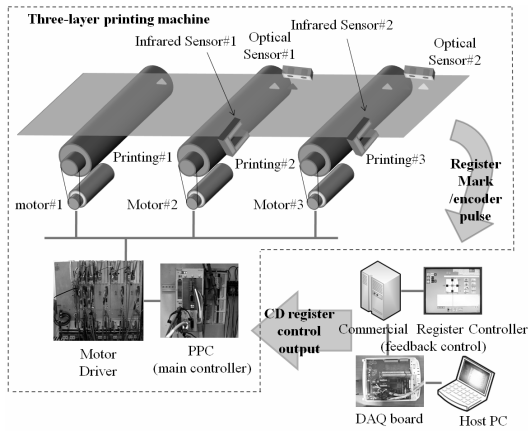 Three-layer printing machine
Infrared Sensor#1
Optical
Sensor#1
Infrared Sensor#2
Optical
Sensor#2
Printing#1
Printing#2
Printing#3
motor#1
Motor#2
Motor#3
Register
Mark
/encoder
pulse
CD register
control
output
Motor
Driver
PPC
(main controller)
Commercial Register Controller
(feedback control)
DAQ board
Host PC